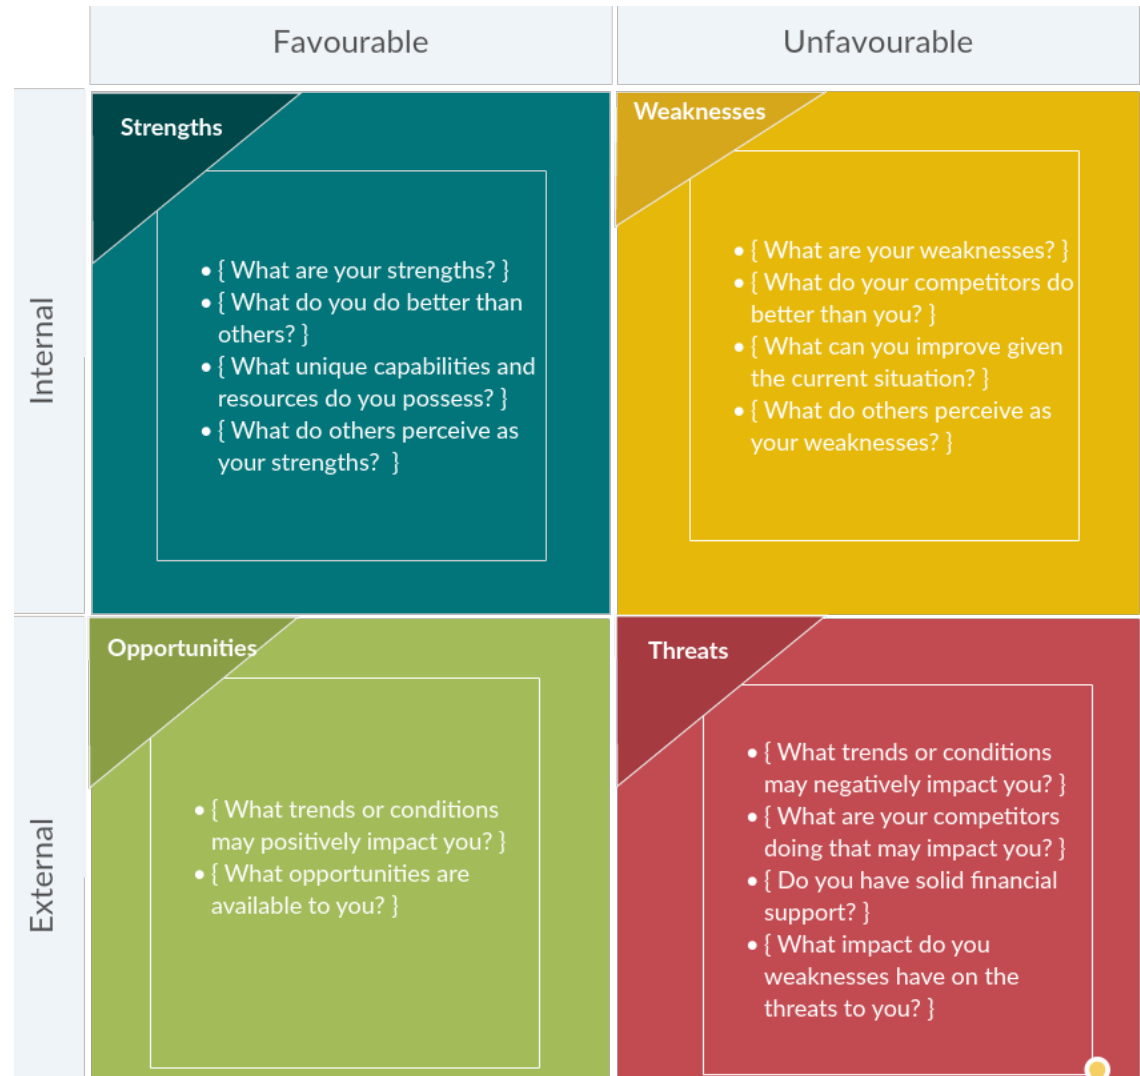 Favourable
Unfavourable
Internal
Strengths
• { What are your strengths? }
• { What do you do better than
others? }
• { What unique capabilities and
resources do you possess? }
• { What do others perceive as
your strengths?  }
Weaknesses
• { What are your weaknesses? }
• { What do your competitors do
better than you? }
• { What can you improve given
the current situation? }
• { What do others perceive as
your weaknesses? }
External
Opportunities
• { What trends or conditions
may positively impact you? }
• { What opportunities are
available to you? }
Threats
• { What trends or conditions
may negatively impact you? }
• { What are your competitors
doing that may impact you? }
• { Do you have solid financial
support? }
• { What impact do you
weaknesses have on the
threats to you? }